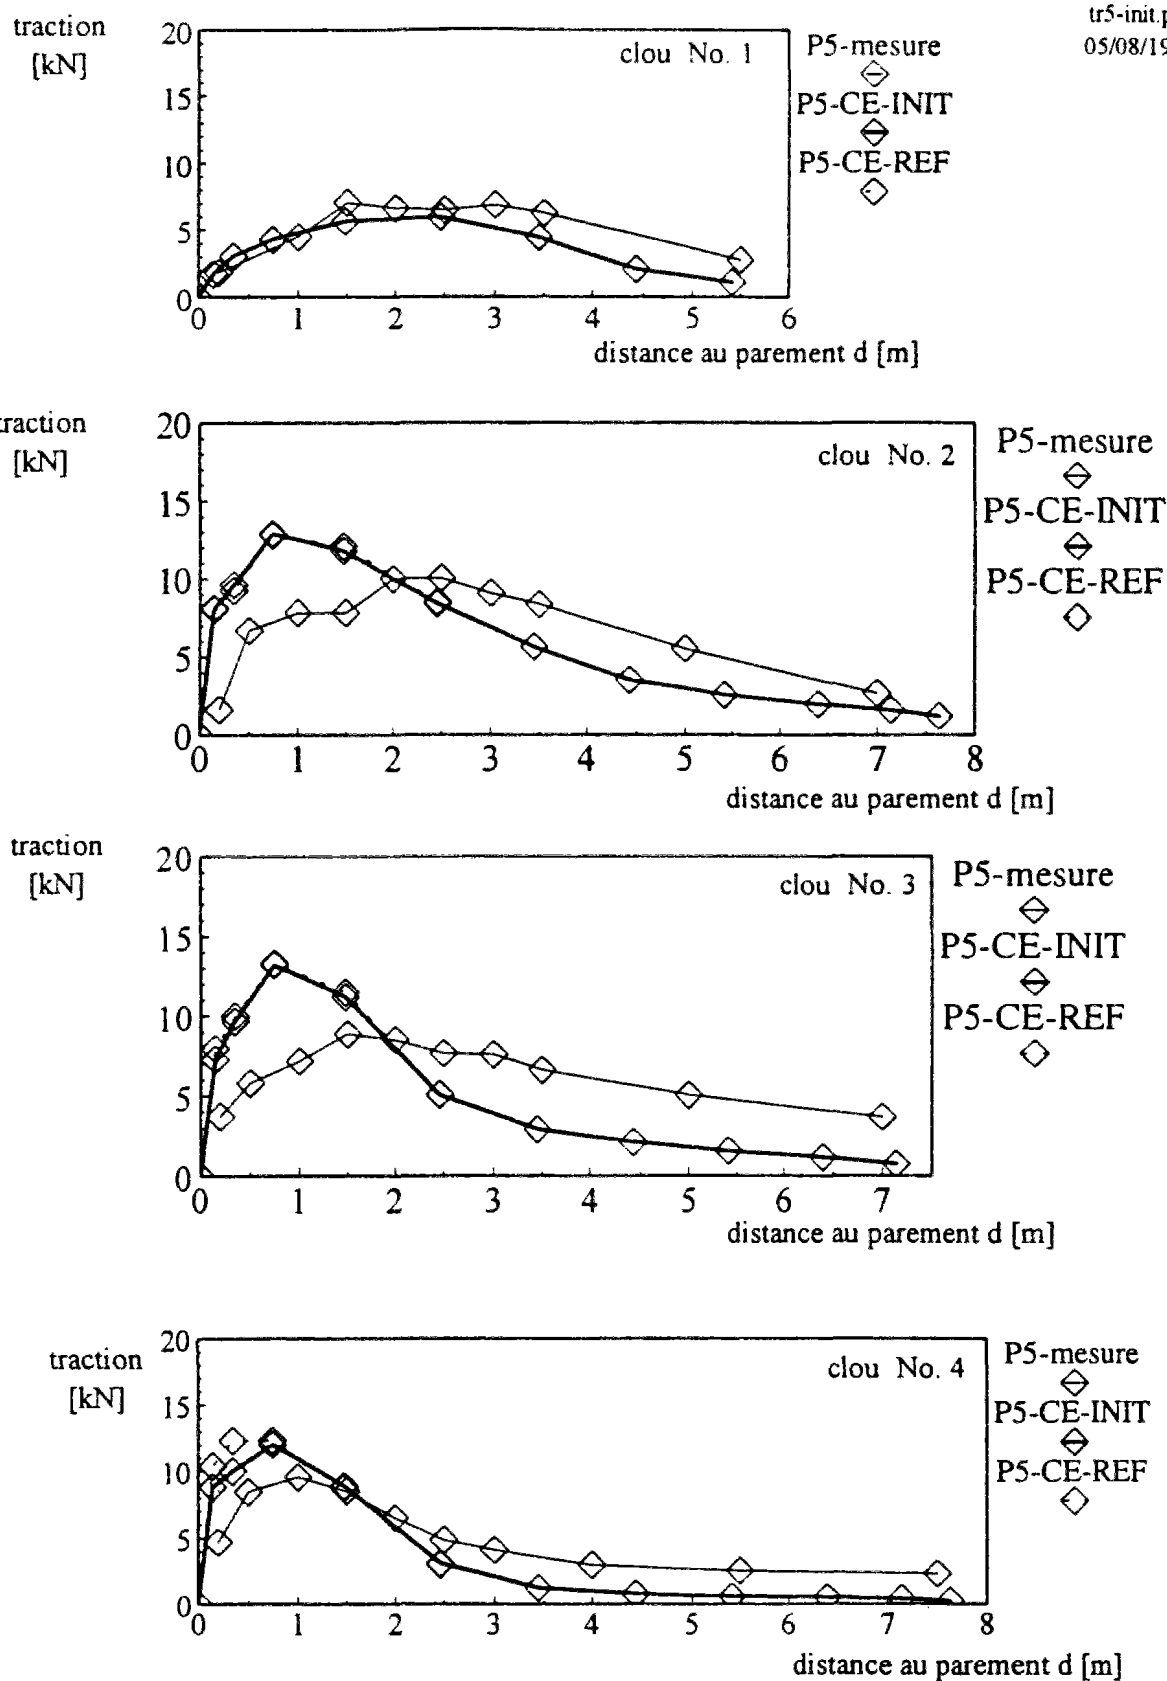 traction
[kN]
20
15
10
5
0
0 1 2 3 4 5 6
clou No. 1
distance au parement d [m]
P5-mesure
P5-CE-INIT
P5-CE-REF
tr5-init.p
05/08/19
traction
[kN]
20
15
10
5
0
0 1 2 3 4 5 6 7 8
clou No. 2
distance au parement d [m]
P5-mesure
P5-CE-INIT
P5-CE-REF
traction
[kN]
20
15
10
5
0
0 1 2 3 4 5 6 7
clou No. 3
distance au parement d [m]
P5-mesure
P5-CE-INIT
P5-CE-REF
traction
[kN]
20
15
10
5
0
0 1 2 3 4 5 6 7 8
clou No. 4
distance au parement d [m]
P5-mesure
P5-CE-INIT
P5-CE-REF